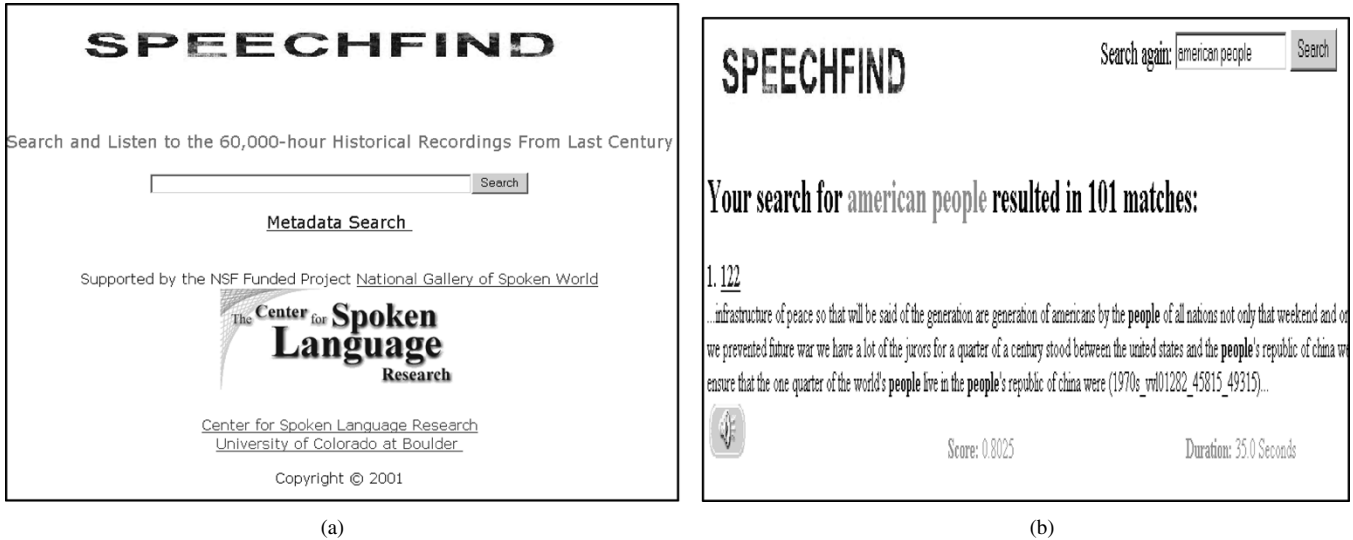 SPEECHFIND
Search and Listen to the 60,000-hour Historical Recordings From Last Century
Search
Metadata Search
Supported by the NSF Funded Project National Gallery of Spoken World
The Center for Spoken
Language
Research
Center for Spoken Language Research
University of Colorado at Boulder
Copyright © 2001
(a)
SPEECHFIND
Search again: american people Search
Your search for american people resulted in 101 matches:
1. 122
...infrastructure of peace so that will be said of the generation are generation of americans by the people of all nations not only that weekend and or
we prevented future war we have a lot of the jurors for a quarter of a century stood between the united states and the people's republic of china we
ensure that the one quarter of the world's people live in the people's republic of china were (1970s_vvl01282_45815_49315)...
Score: 0.8025 Duration: 35.0 Seconds
(b)